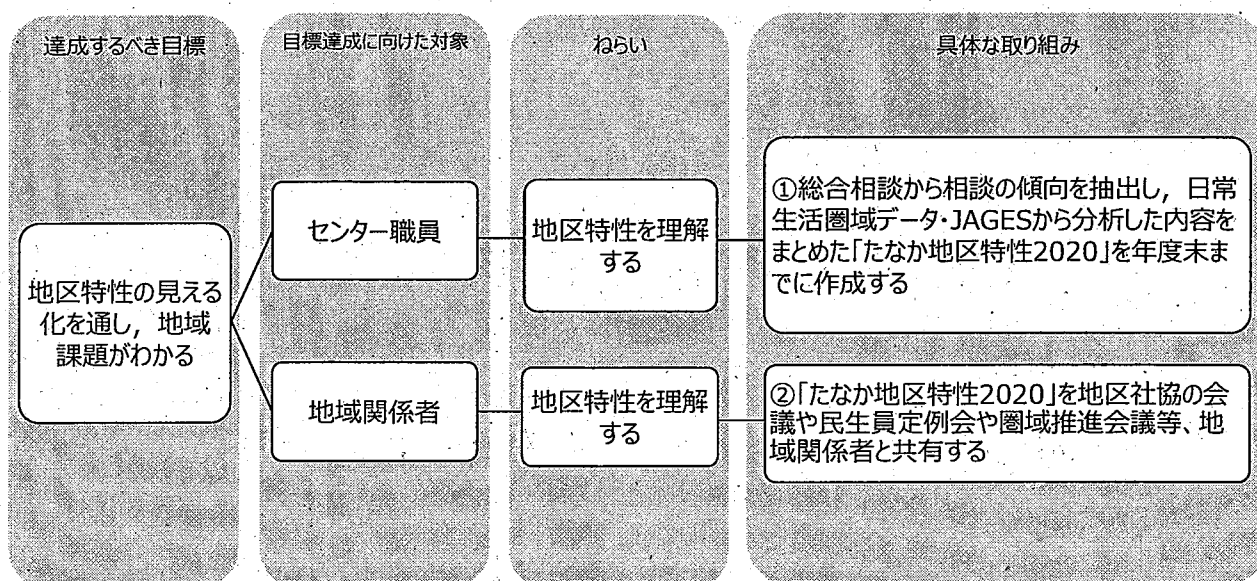 達成するべき目標
目標達成に向けた対象
ねらい
具体な取り組み
地区特性の見える
化を通し，地域
課題がわかる
センター職員
地区特性を理解
する
①総合相談から相談の傾向を抽出し，日常
生活圏域データ・JAGESから分析した内容を
まとめた「たなか地区特性2020」を年度末ま
でに作成する
地域関係者
地区特性を理解
する
②「たなか地区特性2020」を地区社協の会
議や民生員定例会や圏域推進会議等、地
域関係者と共有する